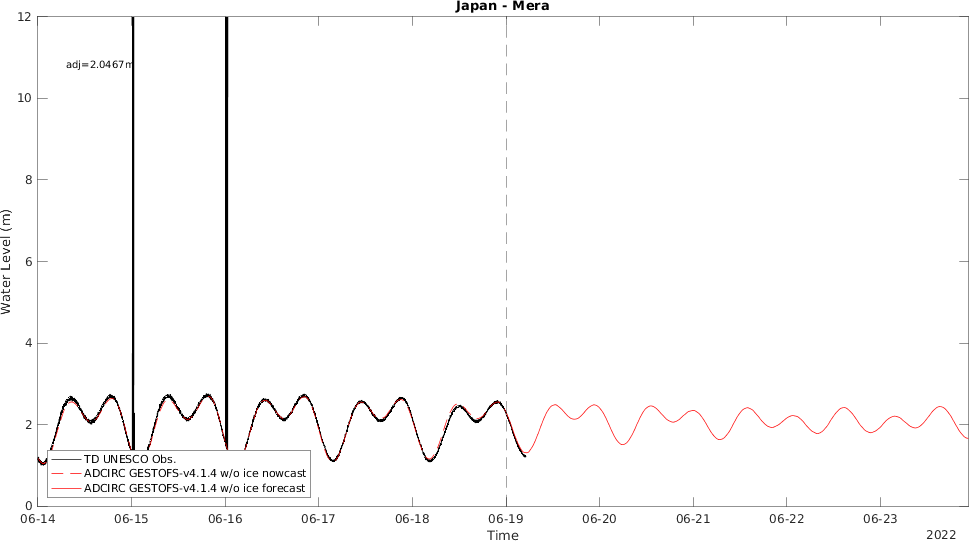 Japan - Mera
12
10
8
6
4
2
0
Water Level (m)
adj=2.0467m
TD UNESCO Obs.
ADCIRC GESTOFS-v4.1.4 w/o ice nowcast
ADCIRC GESTOFS-v4.1.4 w/o ice forecast
06-14 06-15 06-16 06-17 06-18 06-19 06-20 06-21 06-22 06-23
Time
2022